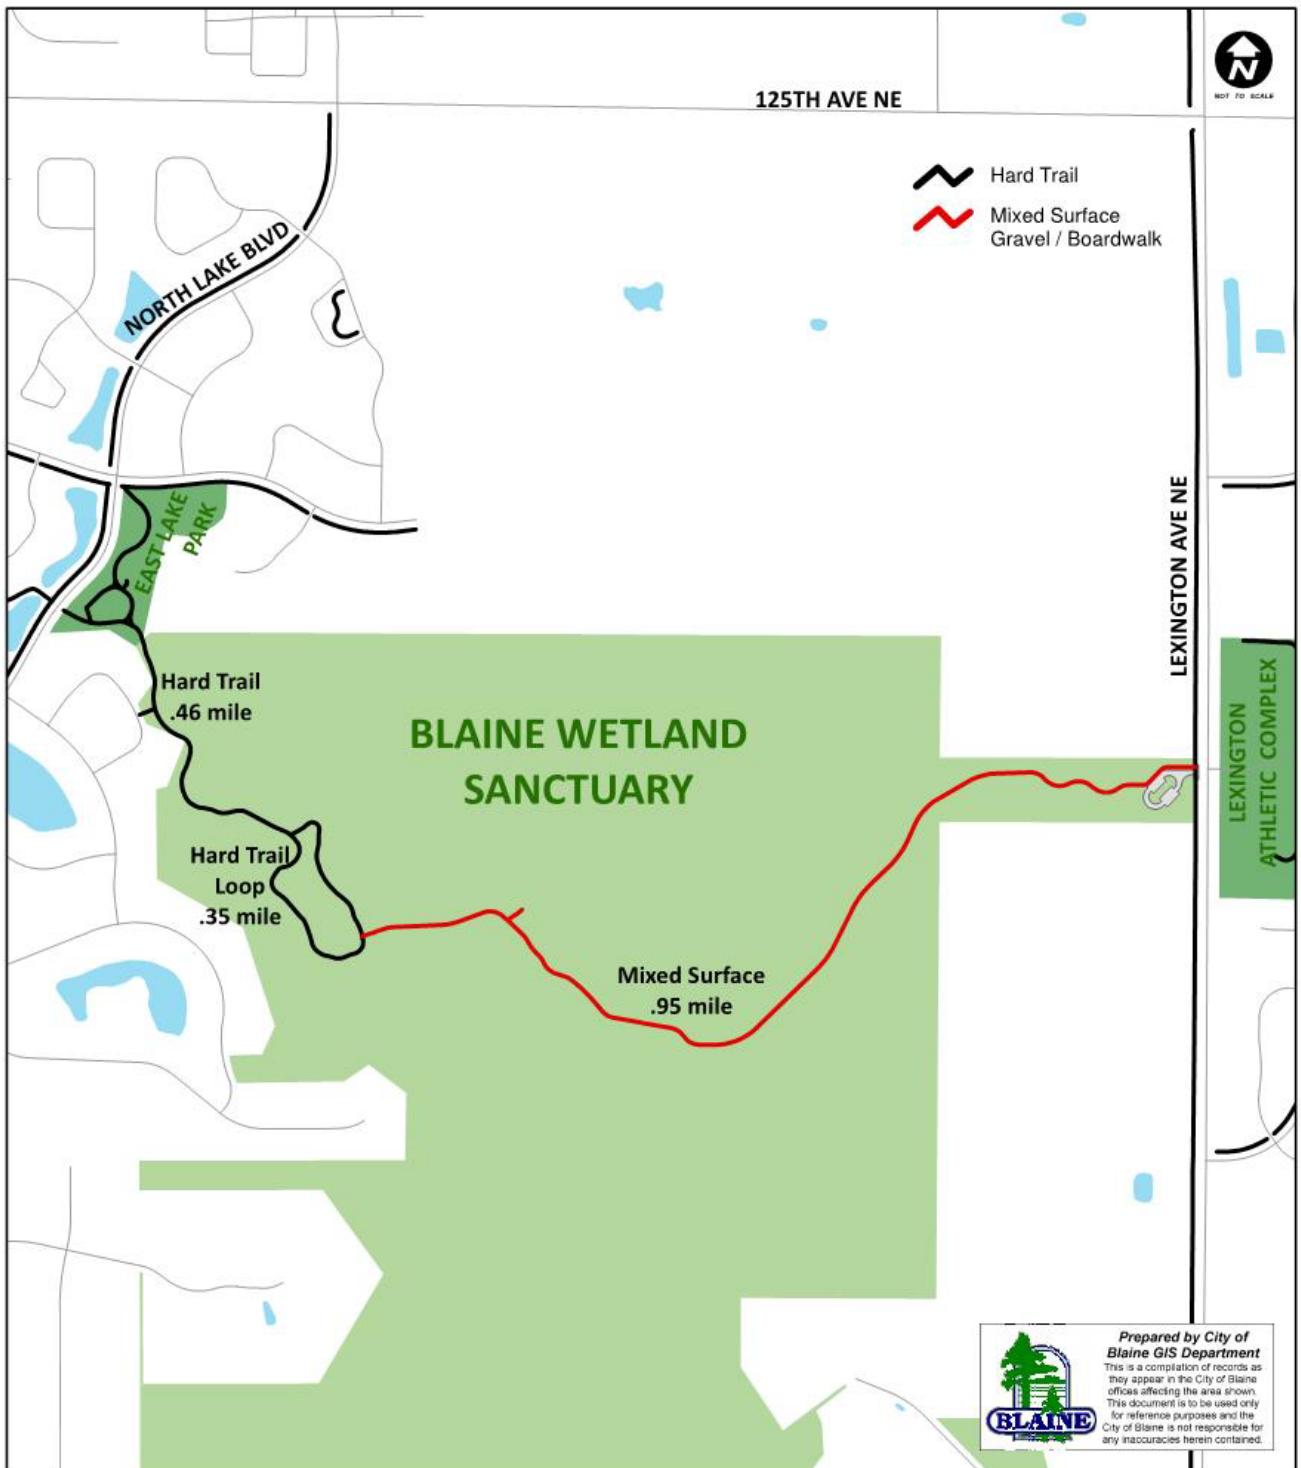 125TH AVE NE
N
NOT TO SCALE
Hard Trail
Mixed Surface
Gravel / Boardwalk
NORTH LAKE BLVD
EAST LAKE
PARK
LEXINGTON AVE NE
Hard Trail
.46 mile
BLAINE WETLAND
SANCTUARY
LEXINGTON
ATHLETIC COMPLEX
Hard Trail
Loop
.35 mile
Mixed Surface
.95 mile
BLAINE
Prepared by City of
Blaine GIS Department
This is a compilation of records as
they appear in the City of Blaine
offices affecting the area shown.
This document is to be used only
for reference purposes and the
City of Blaine is not responsible for
any inaccuracies herein contained.